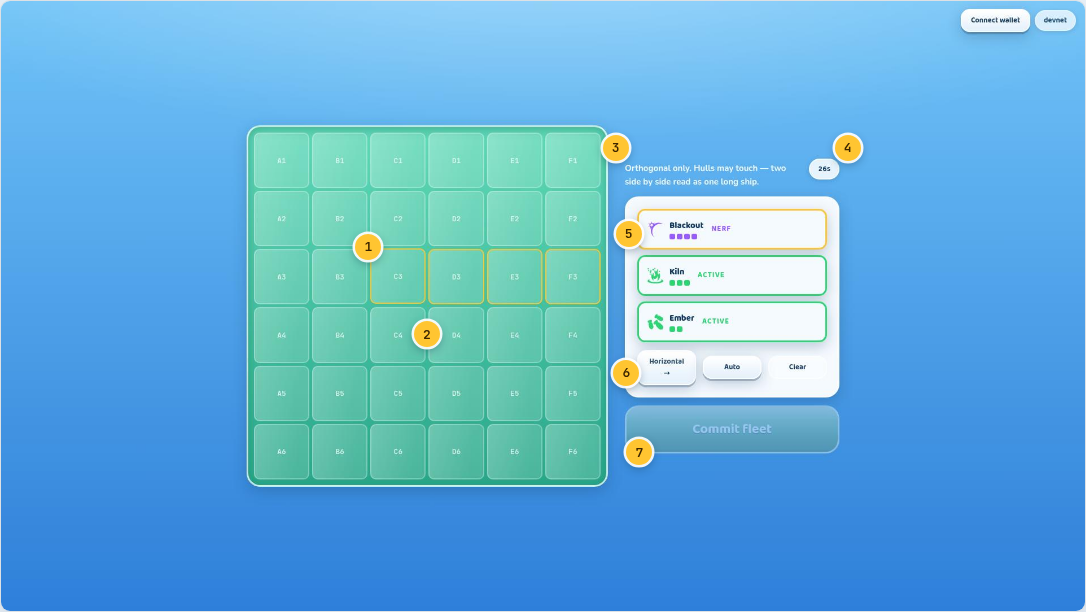 Connect wallet devnet
A1 B1 C1 D1 E1 F1
3
4
Orthogonal only. Hulls may touch — two
side by side read as one long ship.
26s
A2 B2 C2 D2 E2 F2
1
5
Blackout NERF
A3 B3 C3 D3 E3 F3
Kiln ACTIVE
A4 B4 C4 D4 E4 F4
2
Ember ACTIVE
6
Horizontal
→
Auto
Clear
A5 B5 C5 D5 E5 F5
Commit fleet
7
A6 B6 C6 D6 E6 F6